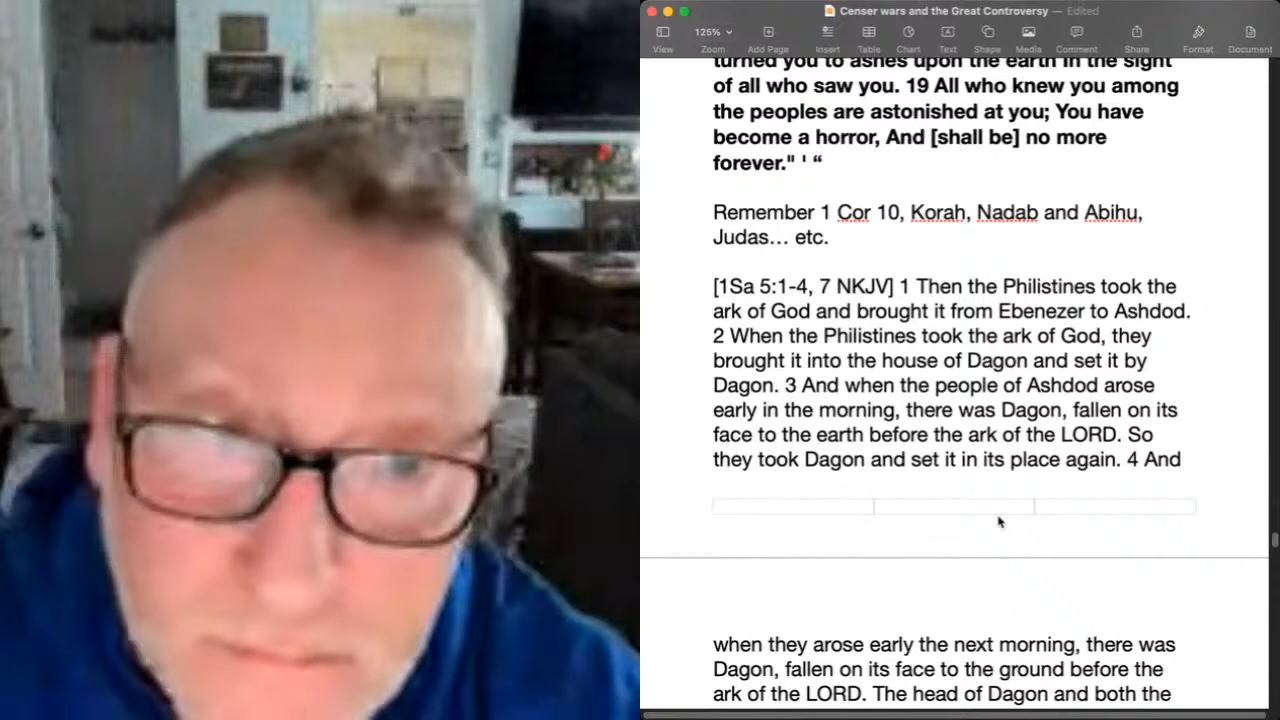 Censer wars and the Great Controversy — Edited
125%
View
Zoom
Add Page
Insert
Table
Chart
Text
Shape
Media
Comment
Share
Format
Document
turned you to ashes upon the earth in the sight
of all who saw you. 19 All who knew you among
the peoples are astonished at you; You have
become a horror, And [shall be] no more
forever." ' “
Remember 1 Cor 10, Korah, Nadab and Abihu,
Judas… etc.
[1Sa 5:1-4, 7 NKJV] 1 Then the Philistines took the
ark of God and brought it from Ebenezer to Ashdod.
2 When the Philistines took the ark of God, they
brought it into the house of Dagon and set it by
Dagon. 3 And when the people of Ashdod arose
early in the morning, there was Dagon, fallen on its
face to the earth before the ark of the LORD. So
they took Dagon and set it in its place again. 4 And
when they arose early the next morning, there was
Dagon, fallen on its face to the ground before the
ark of the LORD. The head of Dagon and both the